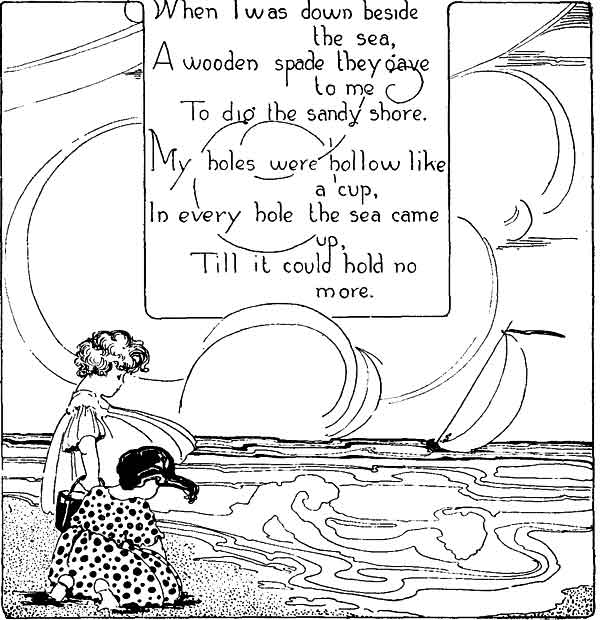 When I was down beside
the sea,
A wooden spade they gave
to me
To dig the sandy shore.
My holes were hollow like
a cup,
In every hole the sea came
up,
Till it could hold no
more.